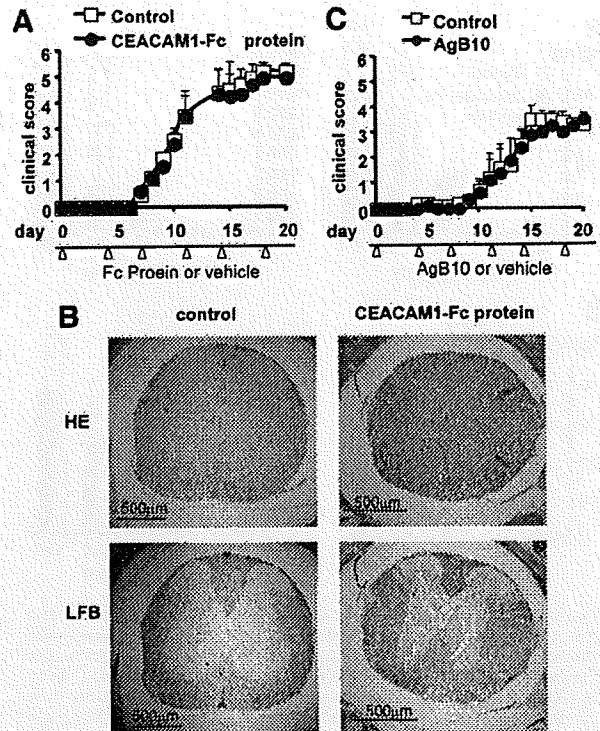 A
Control
CEACAM1-Fc protein
clinical score
6
5
4
3
2
1
0
day 0 5 10 15 20
Fc Proein or vehicle
C
Control
AgB10
clinical score
6
5
4
3
2
1
0
day 0 5 10 15 20
AgB10 or vehicle
B
control CEACAM1-Fc protein
HE
500μm 500μm
LFB
500μm 500μm